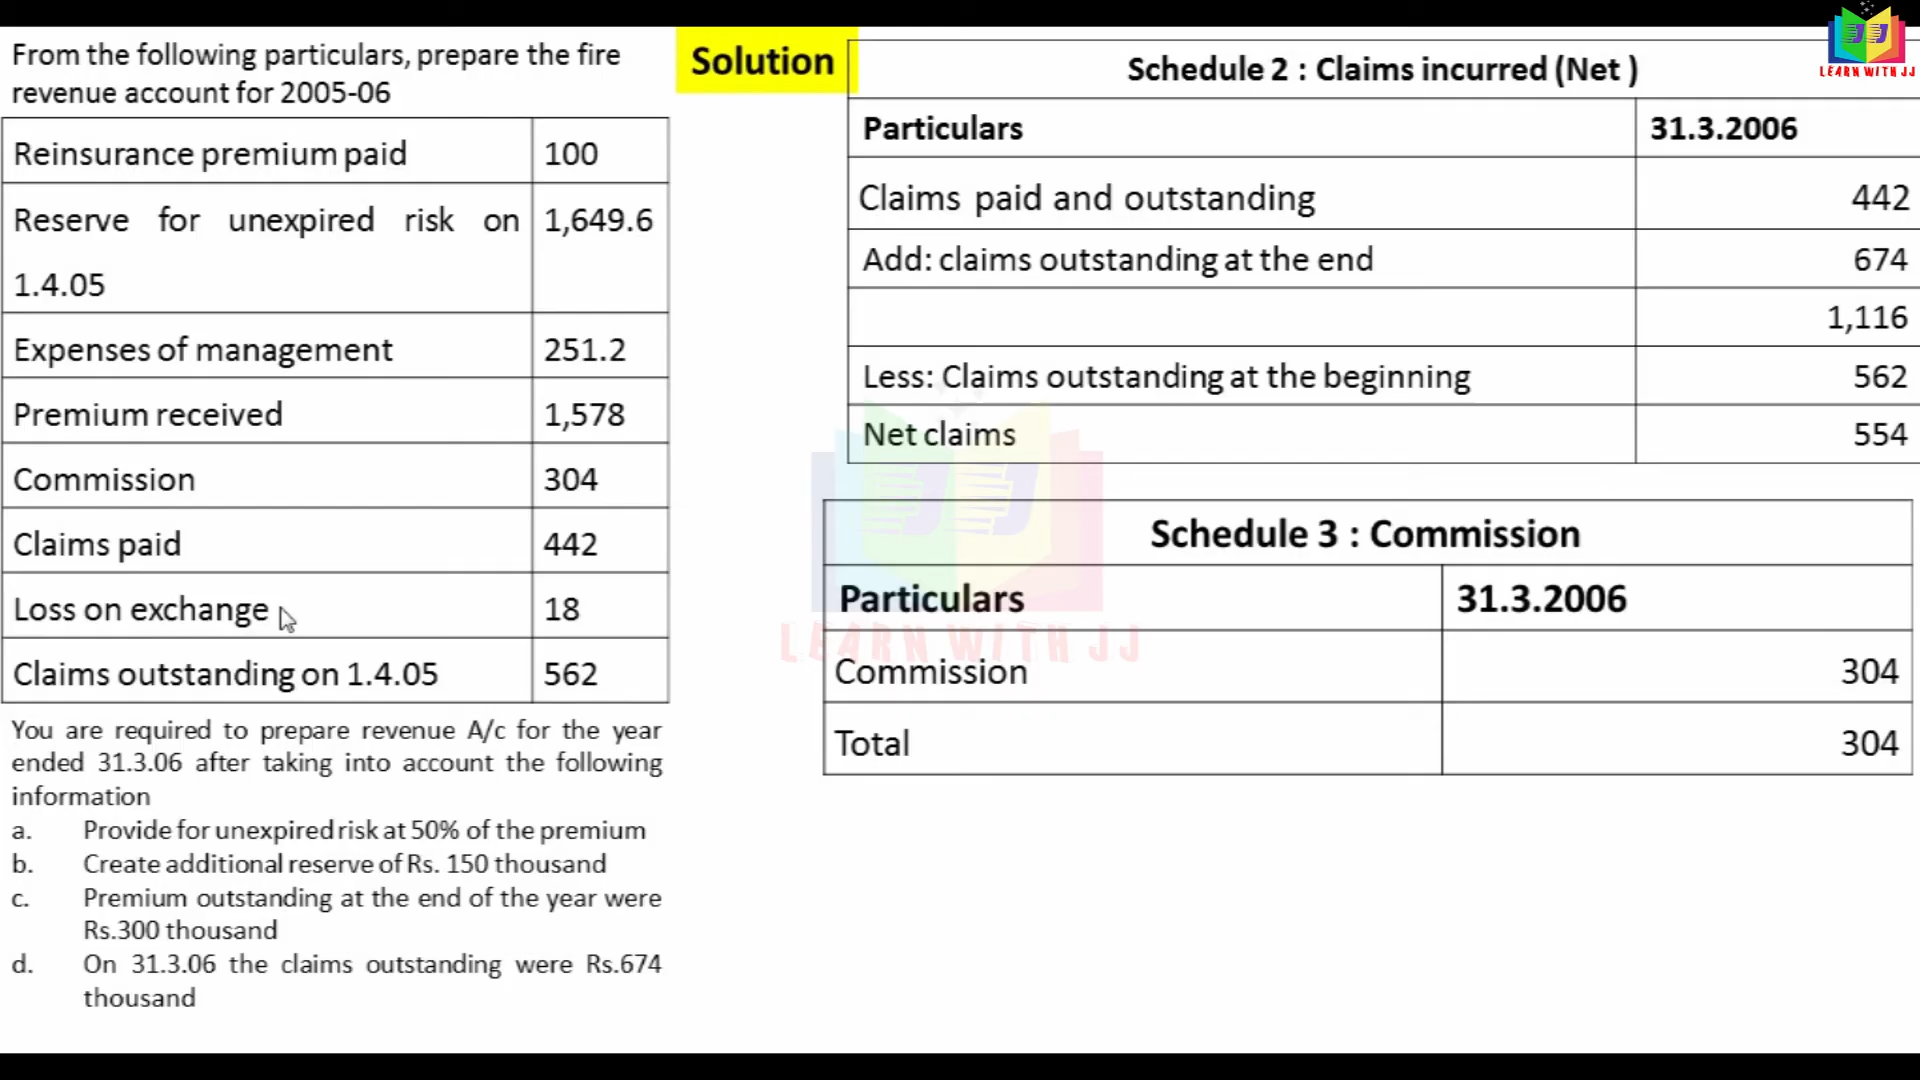 From the following particulars, prepare the fire
revenue account for 2005-06
Reinsurance premium paid 100
Reserve for unexpired risk on 1,649.6
1.4.05
Expenses of management 251.2
Premium received 1,578
Commission 304
Claims paid 442
Loss on exchange 18
Claims outstanding on 1.4.05 562
You are required to prepare revenue A/c for the year
ended 31.3.06 after taking into account the following
information
a. Provide for unexpired risk at 50% of the premium
b. Create additional reserve of Rs. 150 thousand
c. Premium outstanding at the end of the year were
Rs.300 thousand
d. On 31.3.06 the claims outstanding were Rs.674
thousand
Solution
Schedule 2 : Claims incurred (Net )
Particulars 31.3.2006
Claims paid and outstanding 442
Add: claims outstanding at the end 674
1,116
Less: Claims outstanding at the beginning 562
Net claims 554
Schedule 3 : Commission
Particulars 31.3.2006
Commission 304
Total 304
JJ
LEARN WITH JJ
JJ
LEARN WITH JJ